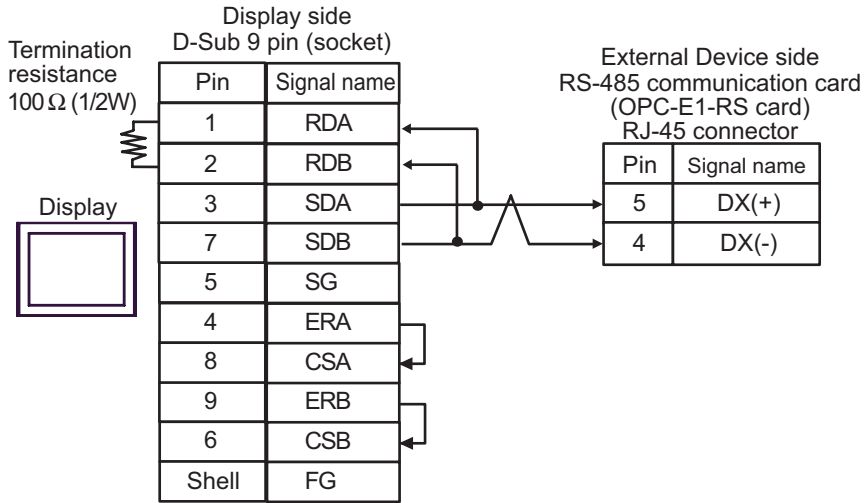 Display side
D-Sub 9 pin (socket)
Termination
resistance
100 Ω (1/2W)
Display
Pin Signal name
1 RDA
2 RDB
3 SDA
7 SDB
5 SG
4 ERA
8 CSA
9 ERB
6 CSB
Shell FG
External Device side
RS-485 communication card
(OPC-E1-RS card)
RJ-45 connector
Pin Signal name
5 DX(+)
4 DX(-)